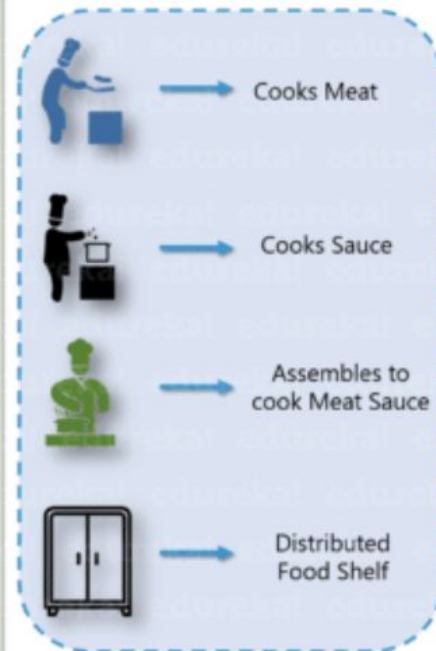 Cooks Meat
Cooks Sauce
Assembles to
cook Meat Sauce
Distributed
Food Shelf